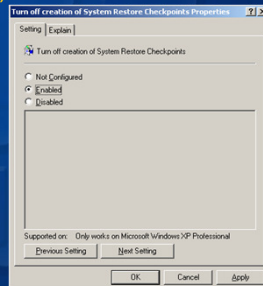 Turn off creation of System Restore Checkpoints Properties
Setting
Explain
Turn off creation of System Restore Checkpoints
Not Configured
Enabled
Disabled
Supported on: Only works on Microsoft Windows XP Professional
Previous Setting
Next Setting
OK
Cancel
Apply